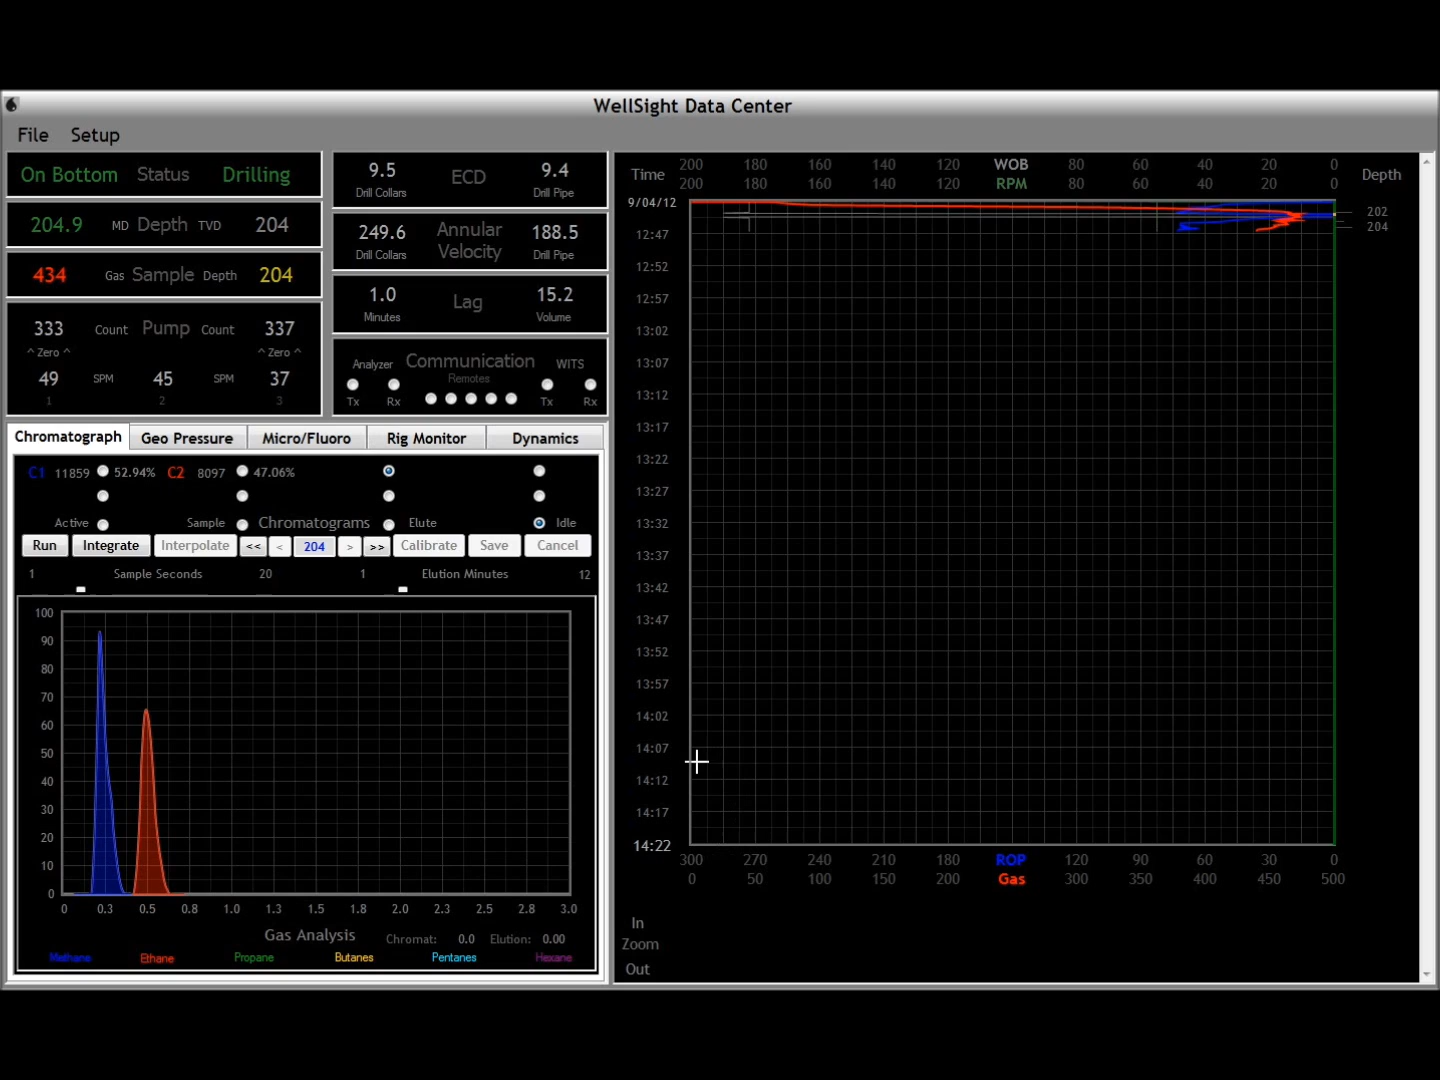 WellSight Data Center
File Setup
On Bottom Status Drilling
204.9 MD Depth TVD 204
434 Gas Sample Depth 204
333 Count Pump Count 337
^ Zero ^ ^ Zero ^
49 SPM 45 SPM 37
1 2 3
9.5 ECD 9.4
Drill Collars Drill Pipe
249.6 Annular Velocity 188.5
Drill Collars Drill Pipe
1.0 Lag 15.2
Minutes Volume
Analyzer Communication WITS
Remotes
Tx Rx Tx Rx
Chromatograph Geo Pressure Micro/Fluoro Rig Monitor Dynamics
C1 11859 52.94% C2 8097 47.06%
Active Sample Chromatograms Elute Idle
Run Integrate Interpolate << < 204 > >> Calibrate Save Cancel
1 Sample Seconds 20 1 Elution Minutes 12
100
90
80
70
60
50
40
30
20
10
0
0 0.3 0.5 0.8 1.0 1.3 1.5 1.8 2.0 2.3 2.5 2.8 3.0
Gas Analysis Chromat: 0.0 Elution: 0.00
Methane Ethane Propane Butanes Pentanes Hexane
Time 200 180 160 140 120 WOB 80 60 40 20 0 Depth
200 180 160 140 120 RPM 80 60 40 20 0
9/04/12
202
12:47 204
12:52
12:57
13:02
13:07
13:12
13:17
13:22
13:27
13:32
13:37
13:42
13:47
13:52
13:57
14:02
14:07
14:12
14:17
14:22
300 270 240 210 180 ROP 120 90 60 30 0
0 50 100 150 200 Gas 300 350 400 450 500
In
Zoom
Out